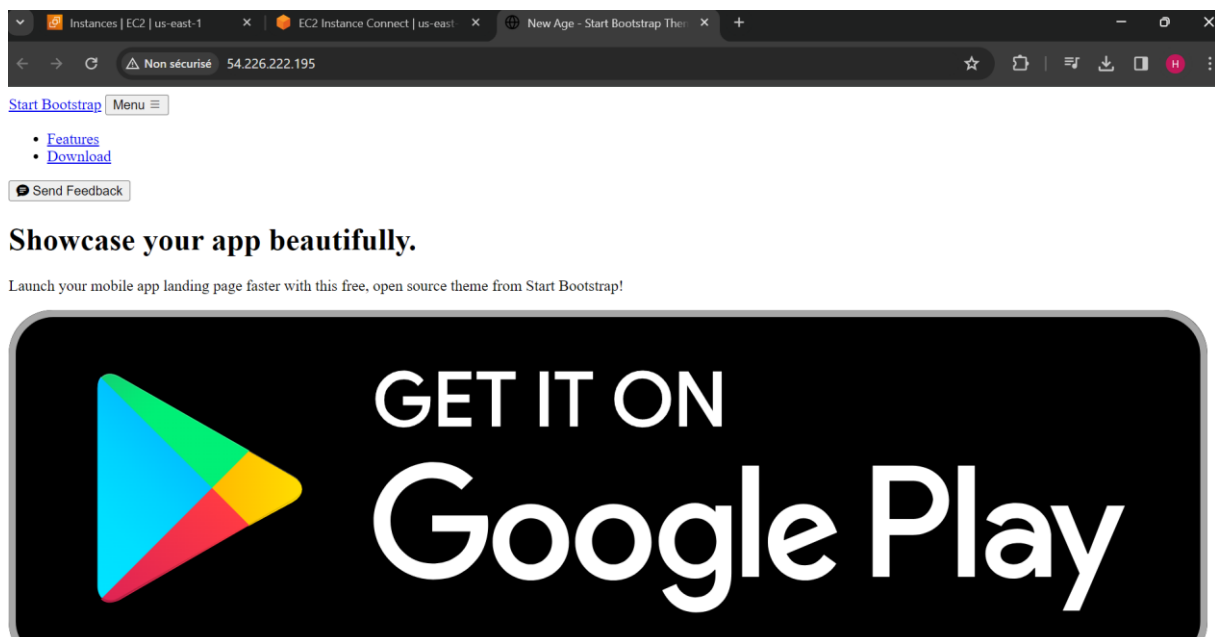 Instances | EC2 | us-east-1
EC2 Instance Connect | us-east-
New Age - Start Bootstrap Them
Non sécurisé 54.226.222.195
H
Start Bootstrap Menu ☰
• Features
• Download
Send Feedback
Showcase your app beautifully.
Launch your mobile app landing page faster with this free, open source theme from Start Bootstrap!
GET IT ON
Google Play